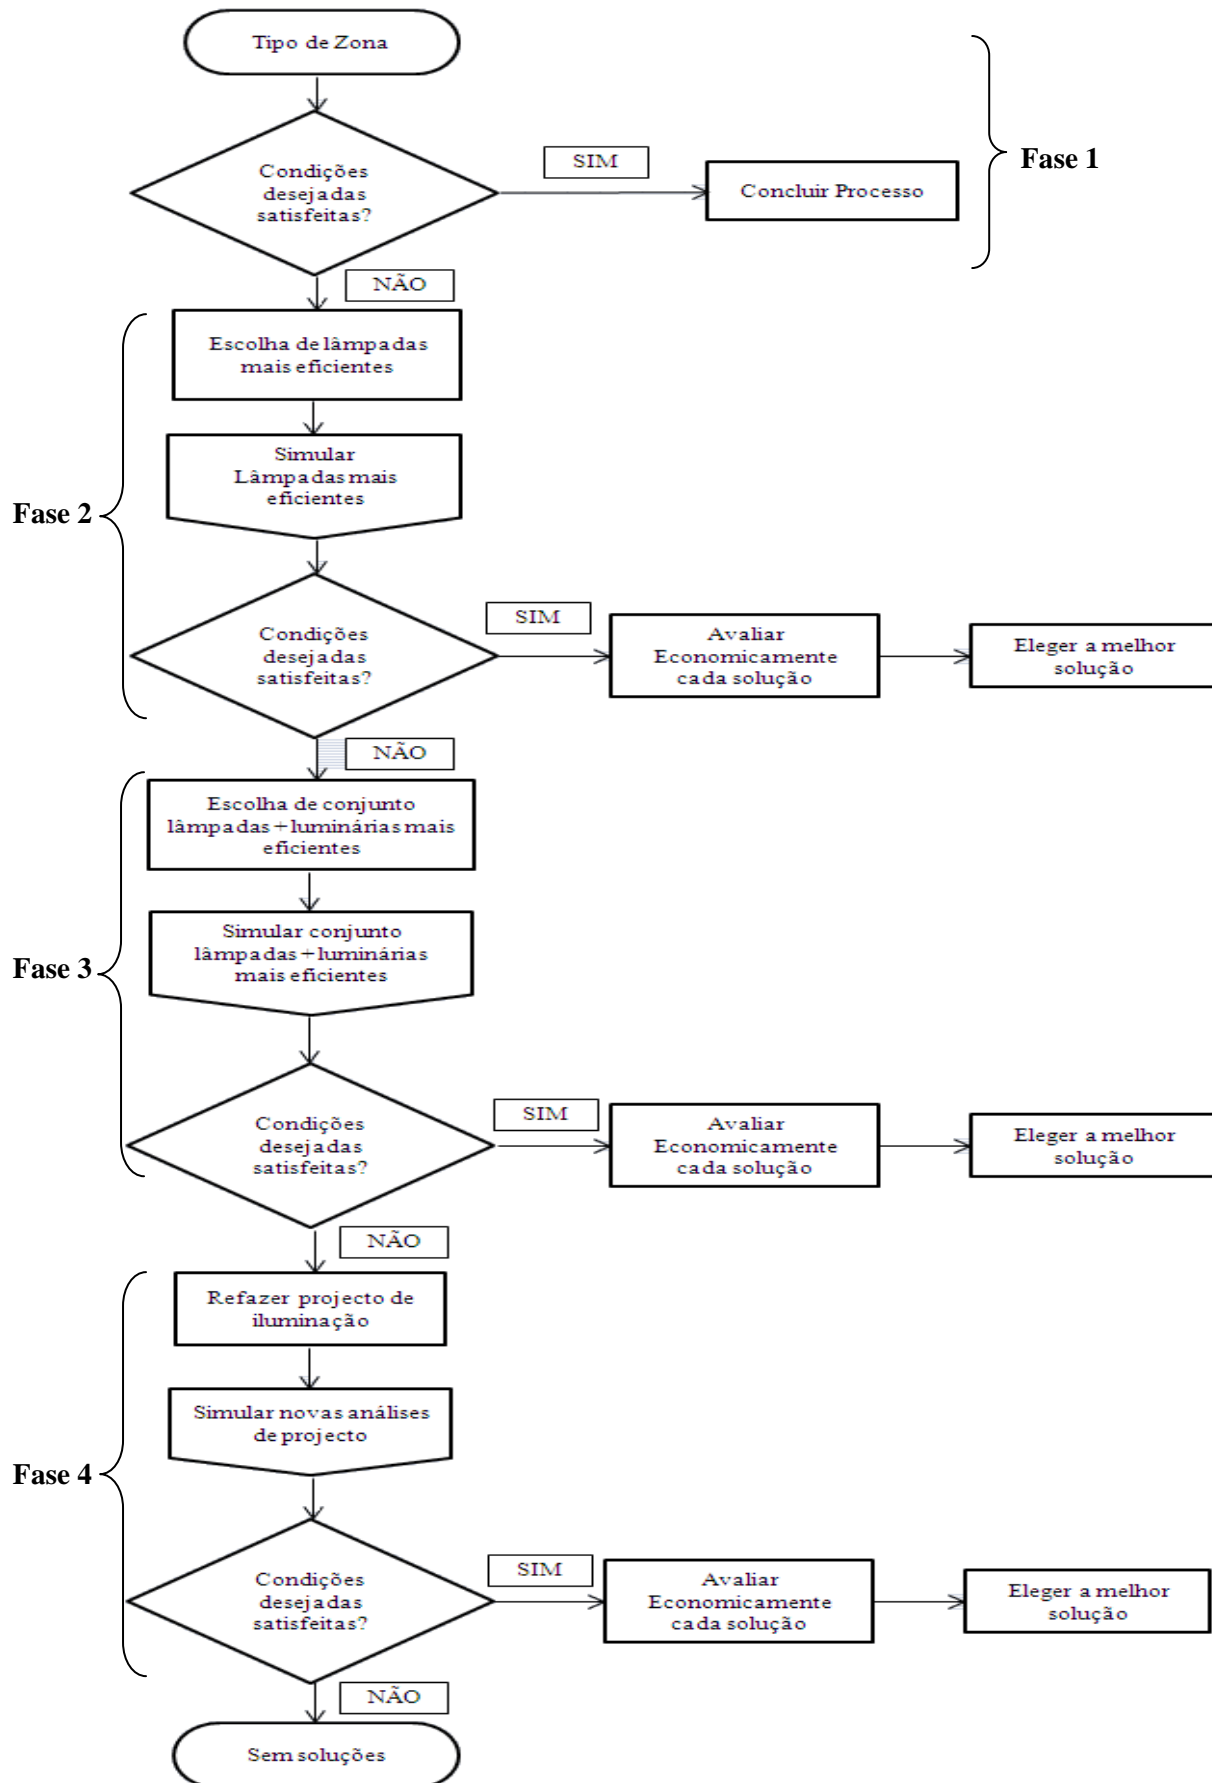 Tipo de Zona
Condições
desejadas
satisfeitas?
SIM
Concluir Processo
Fase 1
NÃO
Escolha de lâmpadas
mais eficientes
Simular
Lâmpadas mais
eficientes
Fase 2
Condições
desejadas
satisfeitas?
SIM
Avaliar
Economicamente
cada solução
Eleger a melhor
solução
NÃO
Escolha de conjunto
lâmpadas+luminárias mais
eficientes
Simular conjunto
lâmpadas+luminárias
mais eficientes
Fase 3
Condições
desejadas
satisfeitas?
SIM
Avaliar
Economicamente
cada solução
Eleger a melhor
solução
NÃO
Refazer projecto de
iluminação
Simular novas análises
de projecto
Fase 4
Condições
desejadas
satisfeitas?
SIM
Avaliar
Economicamente
cada solução
Eleger a melhor
solução
NÃO
Sem soluções